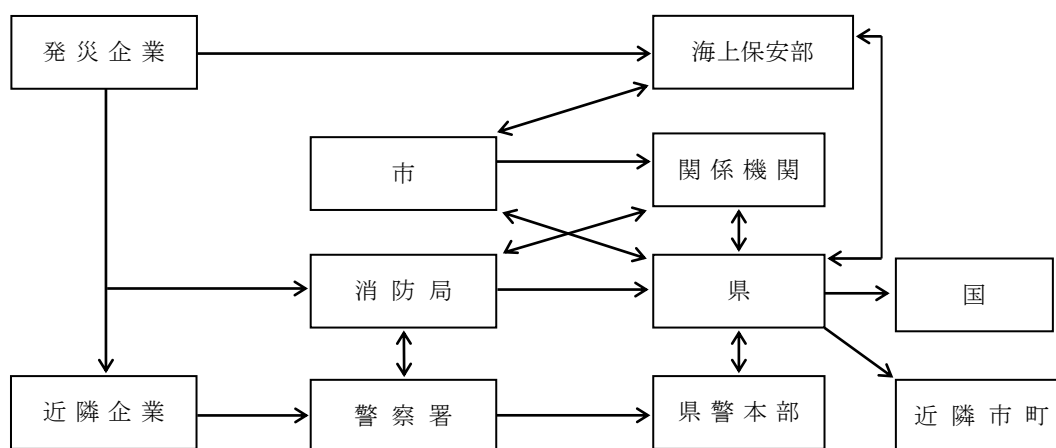 発災企業
海上保安部
市
関係機関
消防局
県
国
近隣企業
警察署
県警本部
近隣市町